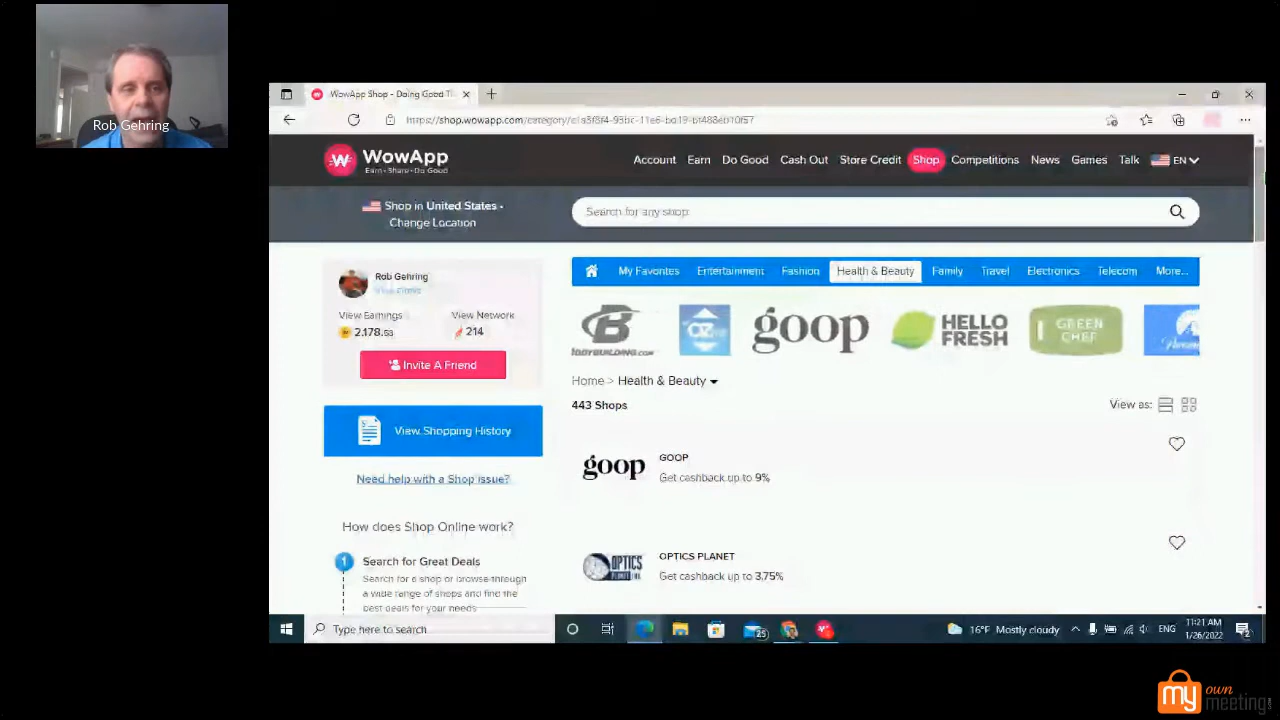 Rob Gehring
WowApp Shop - Doing Good T
WowApp
Earn • Share • Do Good
Account Earn Do Good Cash Out Store Credit Shop Competitions News Games Talk EN
Shop in United States -
Change Location
Search for any shop
Rob Gehring
View Earnings View Network
2,178.53 214
Invite A Friend
My Favorites Entertainment Fashion Health & Beauty Family Travel Electronics Telecom More...
BODYBUILDING.COM goop HELLO FRESH GREEN CHEF
Home > Health & Beauty
443 Shops View as:
View Shopping History
goop GOOP
Get cashback up to 9%
Need help with a Shop issue?
How does Shop Online work?
OPTICS PLANET
Get cashback up to 3.75%
1 Search for Great Deals
Search for a shop or browse through
a wide range of shops and find the
best deals for your needs
Type here to search
25
16°F Mostly cloudy
ENG
11:21 AM
1/26/2022
2
my own meeting.com